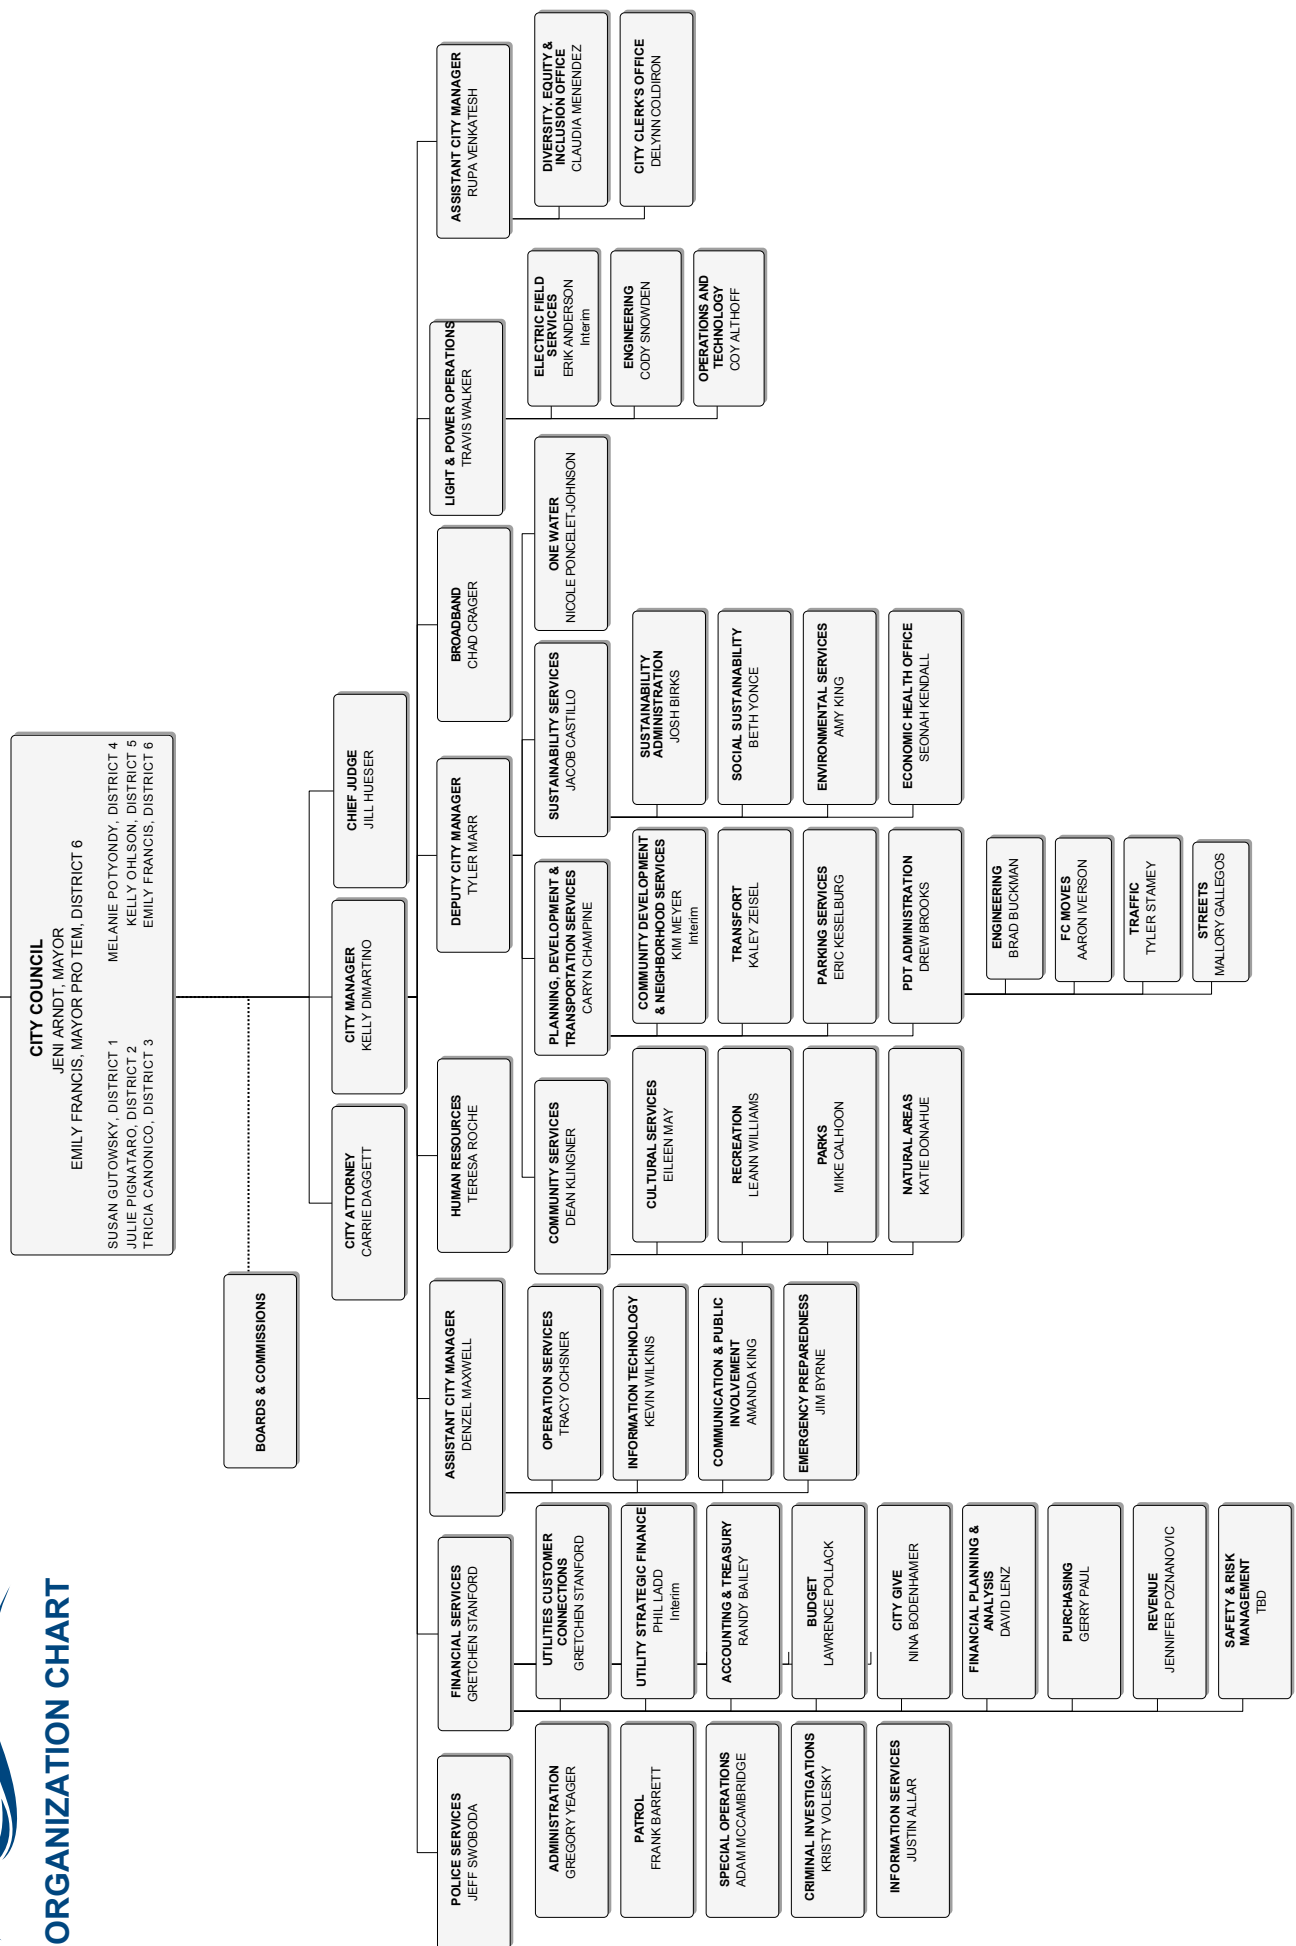 ORGANIZATION CHART
CITY COUNCIL
JENI ARNDT, MAYOR
EMILY FRANCIS, MAYOR PRO TEM, DISTRICT 6
SUSAN GUTOWSKY, DISTRICT 1
MELANIE POTYONDY, DISTRICT 4
JULIE PIGNATARO, DISTRICT 2
KELLY OHLSON, DISTRICT 5
TRICIA CANONICO, DISTRICT 3
EMILY FRANCIS, DISTRICT 6
BOARDS & COMMISSIONS
CITY ATTORNEY
CARRIE DAGGETT
CITY MANAGER
KELLY DIMARTINO
CHIEF JUDGE
JILL HUESER
POLICE SERVICES
JEFF SWOBODA
ADMINISTRATION
GREGORY YEAGER
PATROL
FRANK BARRETT
SPECIAL OPERATIONS
ADAM MCCAMBRIDGE
CRIMINAL INVESTIGATIONS
KRISTY VOLESKY
INFORMATION SERVICES
JUSTIN ALLAR
FINANCIAL SERVICES
GRETCHEN STANFORD
UTILITIES CUSTOMER
CONNECTIONS
GRETCHEN STANFORD
UTILITY STRATEGIC FINANCE
PHIL LADD
Interim
ACCOUNTING & TREASURY
RANDY BAILEY
BUDGET
LAWRENCE POLLACK
CITY GIVE
NINA BODENHAMER
FINANCIAL PLANNING &
ANALYSIS
DAVID LENZ
PURCHASING
GERRY PAUL
REVENUE
JENNIFER POZNANOVIC
SAFETY & RISK
MANAGEMENT
TBD
ASSISTANT CITY MANAGER
DENZEL MAXWELL
OPERATION SERVICES
TRACY OCHSNER
INFORMATION TECHNOLOGY
KEVIN WILKINS
COMMUNICATION & PUBLIC
INVOLVEMENT
AMANDA KING
EMERGENCY PREPAREDNESS
JIM BYRNE
HUMAN RESOURCES
TERESA ROCHE
DEPUTY CITY MANAGER
TYLER MARR
COMMUNITY SERVICES
DEAN KLINGNER
CULTURAL SERVICES
EILEEN MAY
RECREATION
LEANN WILLIAMS
PARKS
MIKE CALHOON
NATURAL AREAS
KATIE DONAHUE
PLANNING, DEVELOPMENT &
TRANSPORTATION SERVICES
CARYN CHAMPINE
COMMUNITY DEVELOPMENT
& NEIGHBORHOOD SERVICES
KIM MEYER
Interim
TRANSFORT
KALEY ZEISEL
PARKING SERVICES
ERIC KESELBURG
PDT ADMINISTRATION
DREW BROOKS
ENGINEERING
BRAD BUCKMAN
FC MOVES
AARON IVERSON
TRAFFIC
TYLER STAMEY
STREETS
MALLORY GALLEGOS
SUSTAINABILITY SERVICES
JACOB CASTILLO
SUSTAINABILITY
ADMINISTRATION
JOSH BIRKS
SOCIAL SUSTAINABILITY
BETH YONCE
ENVIRONMENTAL SERVICES
AMY KING
ECONOMIC HEALTH OFFICE
SEONAH KENDALL
ONE WATER
NICOLE PONCELET-JOHNSON
BROADBAND
CHAD CRAGER
LIGHT & POWER OPERATIONS
TRAVIS WALKER
ELECTRIC FIELD
SERVICES
ERIK ANDERSON
Interim
ENGINEERING
CODY SNOWDEN
OPERATIONS AND
TECHNOLOGY
COY ALTHOFF
ASSISTANT CITY MANAGER
RUPA VENKATESH
DIVERSITY, EQUITY &
INCLUSION OFFICE
CLAUDIA MENENDEZ
CITY CLERK'S OFFICE
DELYNN COLDIRON